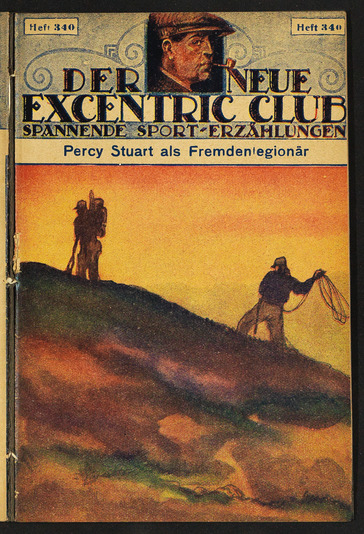 Heft 340
Heft 340
DER NEUE
EXCENTRIC CLUB
SPANNENDE SPORT-ERZÄHLUNGEN
Percy Stuart als Fremdenlegionär